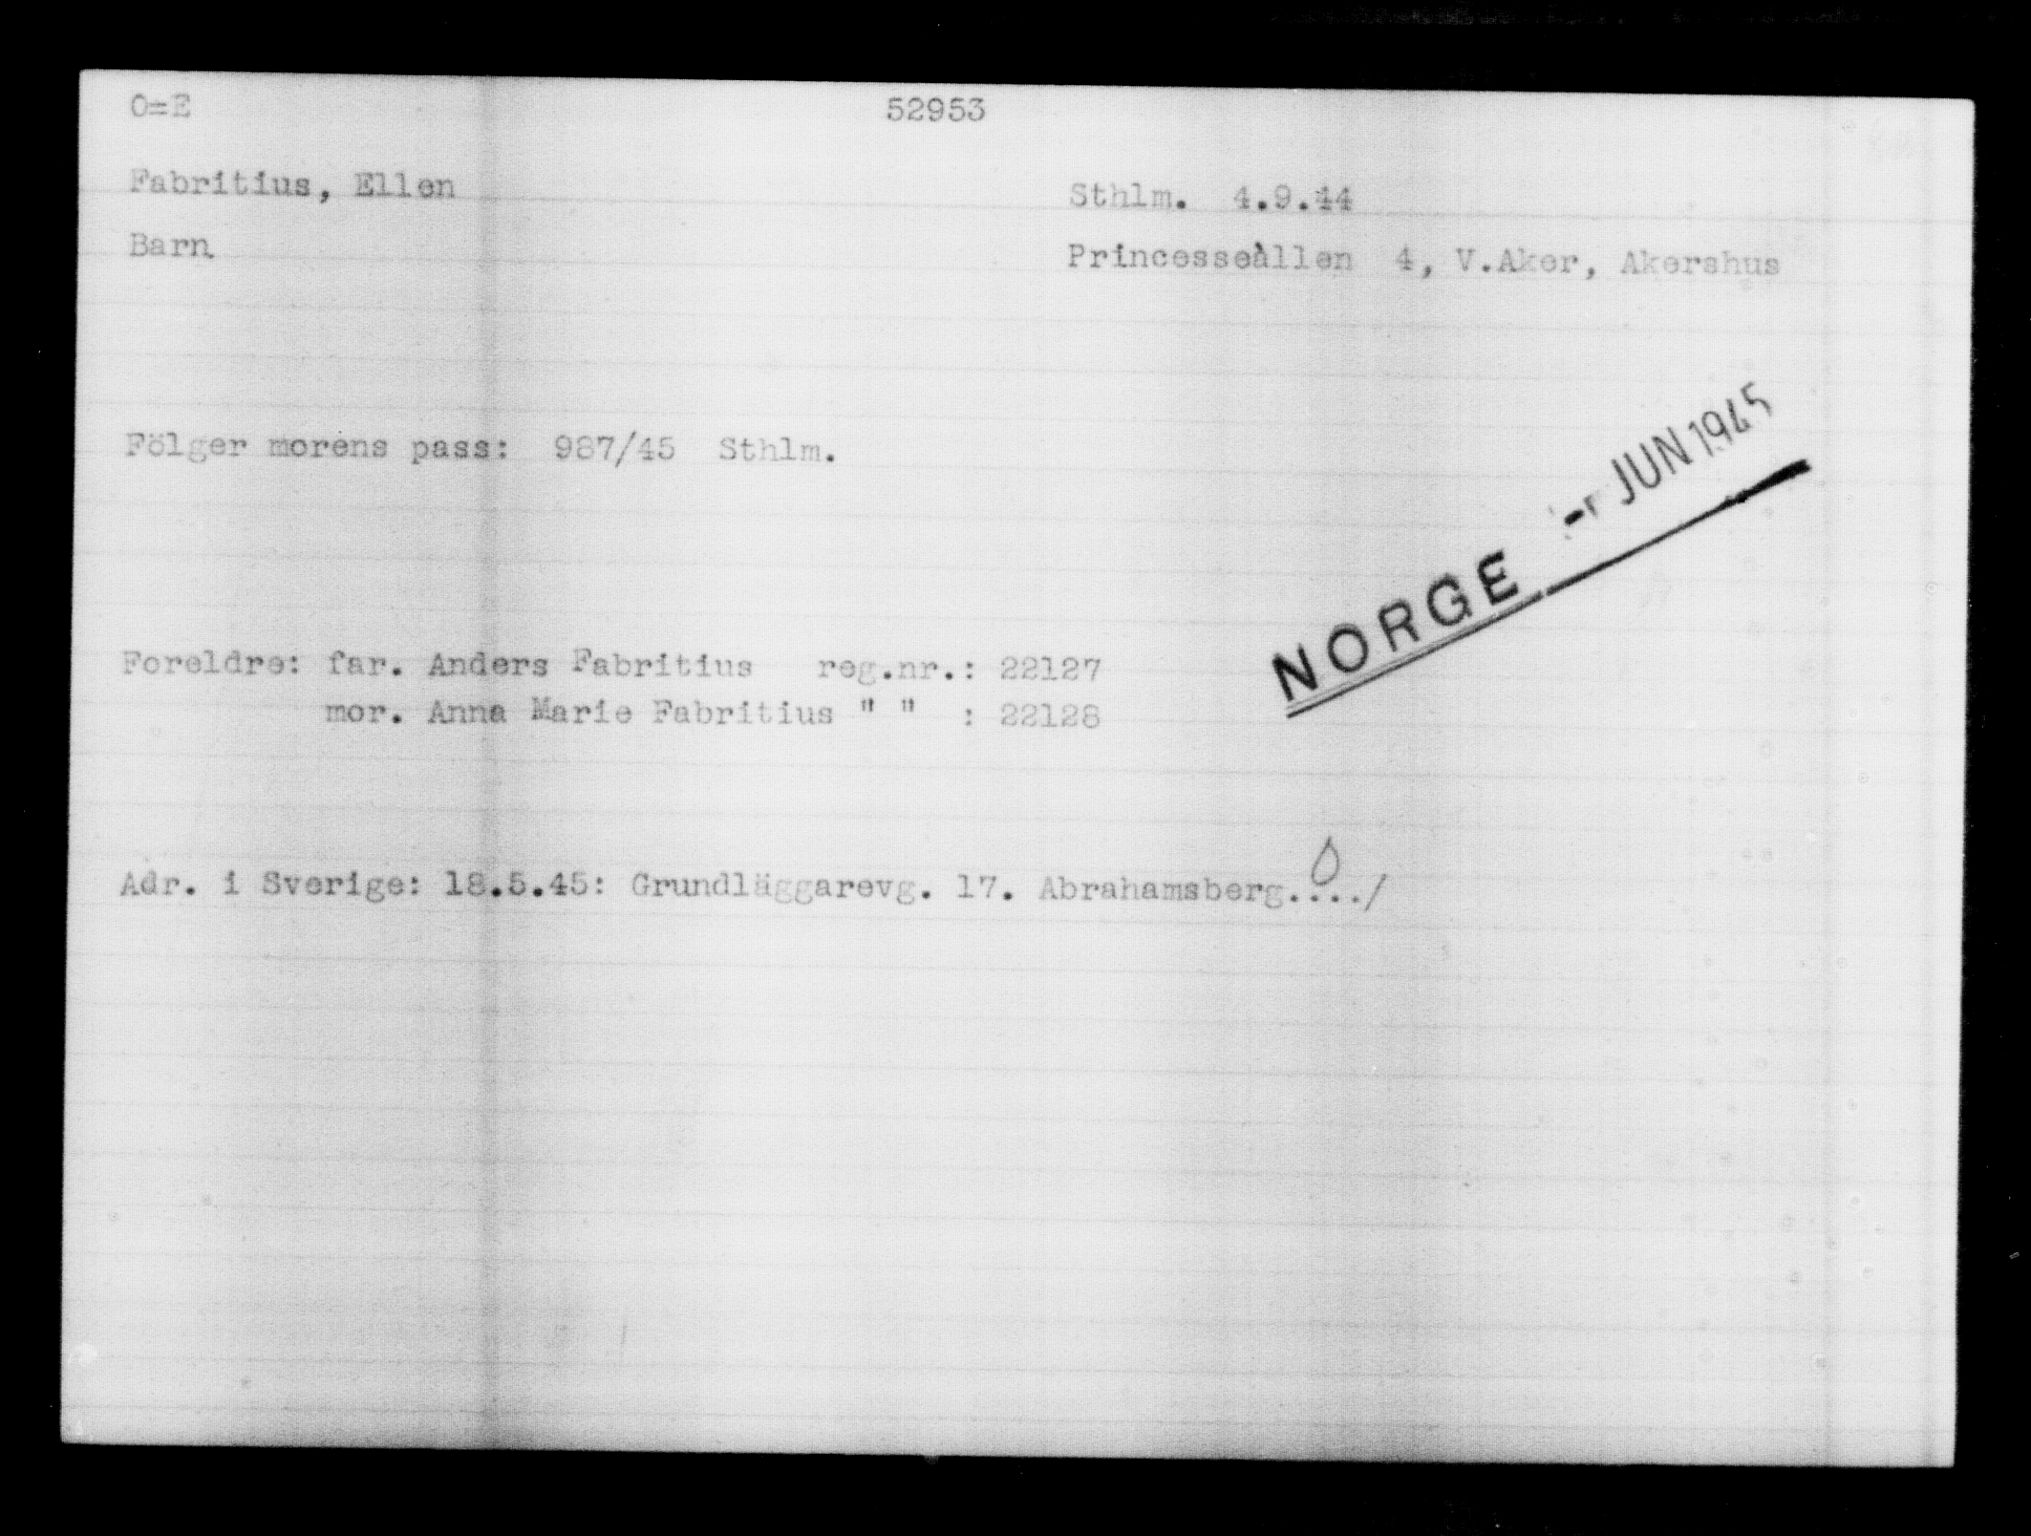 O=E 52953
Fabritius, Ellen Sthlm. 4.9.44
Barn Princesseàllen 4, V.Aker, Akershus
Fölger morens pass: 987/45 Sthlm.
- JUN 1945
NORGE
Foreldre: far. Anders Fabritius reg.nr.: 22127
mor. Anna Marie Fabritius " " : 22128
Adr. i Sverige: 18.5.45: Grundläggarevg. 17. Abrahamsberg..../